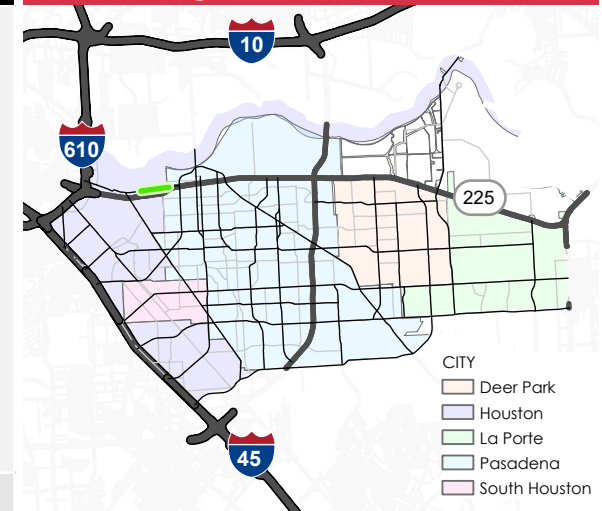 10
610
225
CITY
Deer Park
Houston
La Porte
Pasadena
South Houston
45